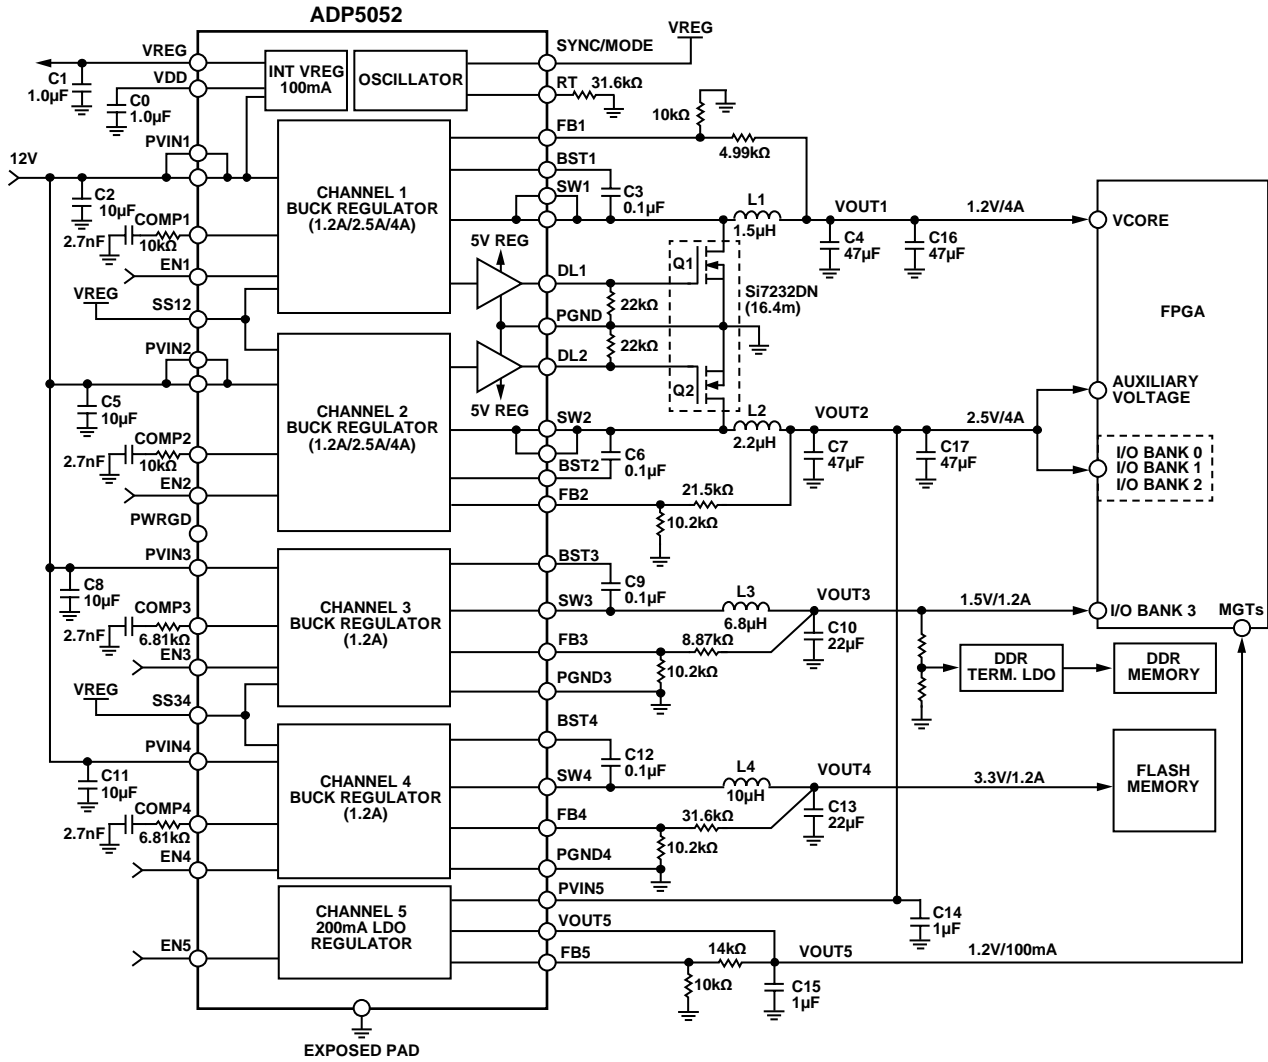 ADP5052
VREG
VDD
C1
1.0µF
C0
1.0µF
INT VREG
100mA
OSCILLATOR
SYNC/MODE
VREG
RT
31.6kΩ
FB1
10kΩ
4.99kΩ
12V
PVIN1
C2
10µF
COMP1
2.7nF
10kΩ
EN1
VREG
SS12
CHANNEL 1
BUCK REGULATOR
(1.2A/2.5A/4A)
BST1
SW1
C3
0.1µF
L1
1.5µH
VOUT1
1.2V/4A
C4
47µF
C16
47µF
VCORE
FPGA
5V REG
DL1
22kΩ
PGND
22kΩ
DL2
5V REG
Q1
Si7232DN
(16.4m)
Q2
PVIN2
C5
10µF
COMP2
2.7nF
10kΩ
EN2
PWRGD
CHANNEL 2
BUCK REGULATOR
(1.2A/2.5A/4A)
SW2
BST2
C6
0.1µF
FB2
L2
2.2µH
VOUT2
2.5V/4A
C7
47µF
C17
47µF
21.5kΩ
10.2kΩ
AUXILIARY
VOLTAGE
I/O BANK 0
I/O BANK 1
I/O BANK 2
PVIN3
C8
10µF
COMP3
2.7nF
6.81kΩ
EN3
VREG
SS34
CHANNEL 3
BUCK REGULATOR
(1.2A)
BST3
C9
0.1µF
SW3
FB3
PGND3
L3
6.8µH
VOUT3
1.5V/1.2A
8.87kΩ
10.2kΩ
C10
22µF
I/O BANK 3
MGTs
DDR
TERM. LDO
DDR
MEMORY
PVIN4
C11
10µF
COMP4
2.7nF
6.81kΩ
EN4
CHANNEL 4
BUCK REGULATOR
(1.2A)
BST4
C12
0.1µF
SW4
FB4
PGND4
L4
10µH
VOUT4
3.3V/1.2A
31.6kΩ
10.2kΩ
C13
22µF
FLASH
MEMORY
CHANNEL 5
200mA LDO
REGULATOR
EN5
PVIN5
VOUT5
FB5
14kΩ
10kΩ
VOUT5
1.2V/100mA
C14
1µF
C15
1µF
EXPOSED PAD